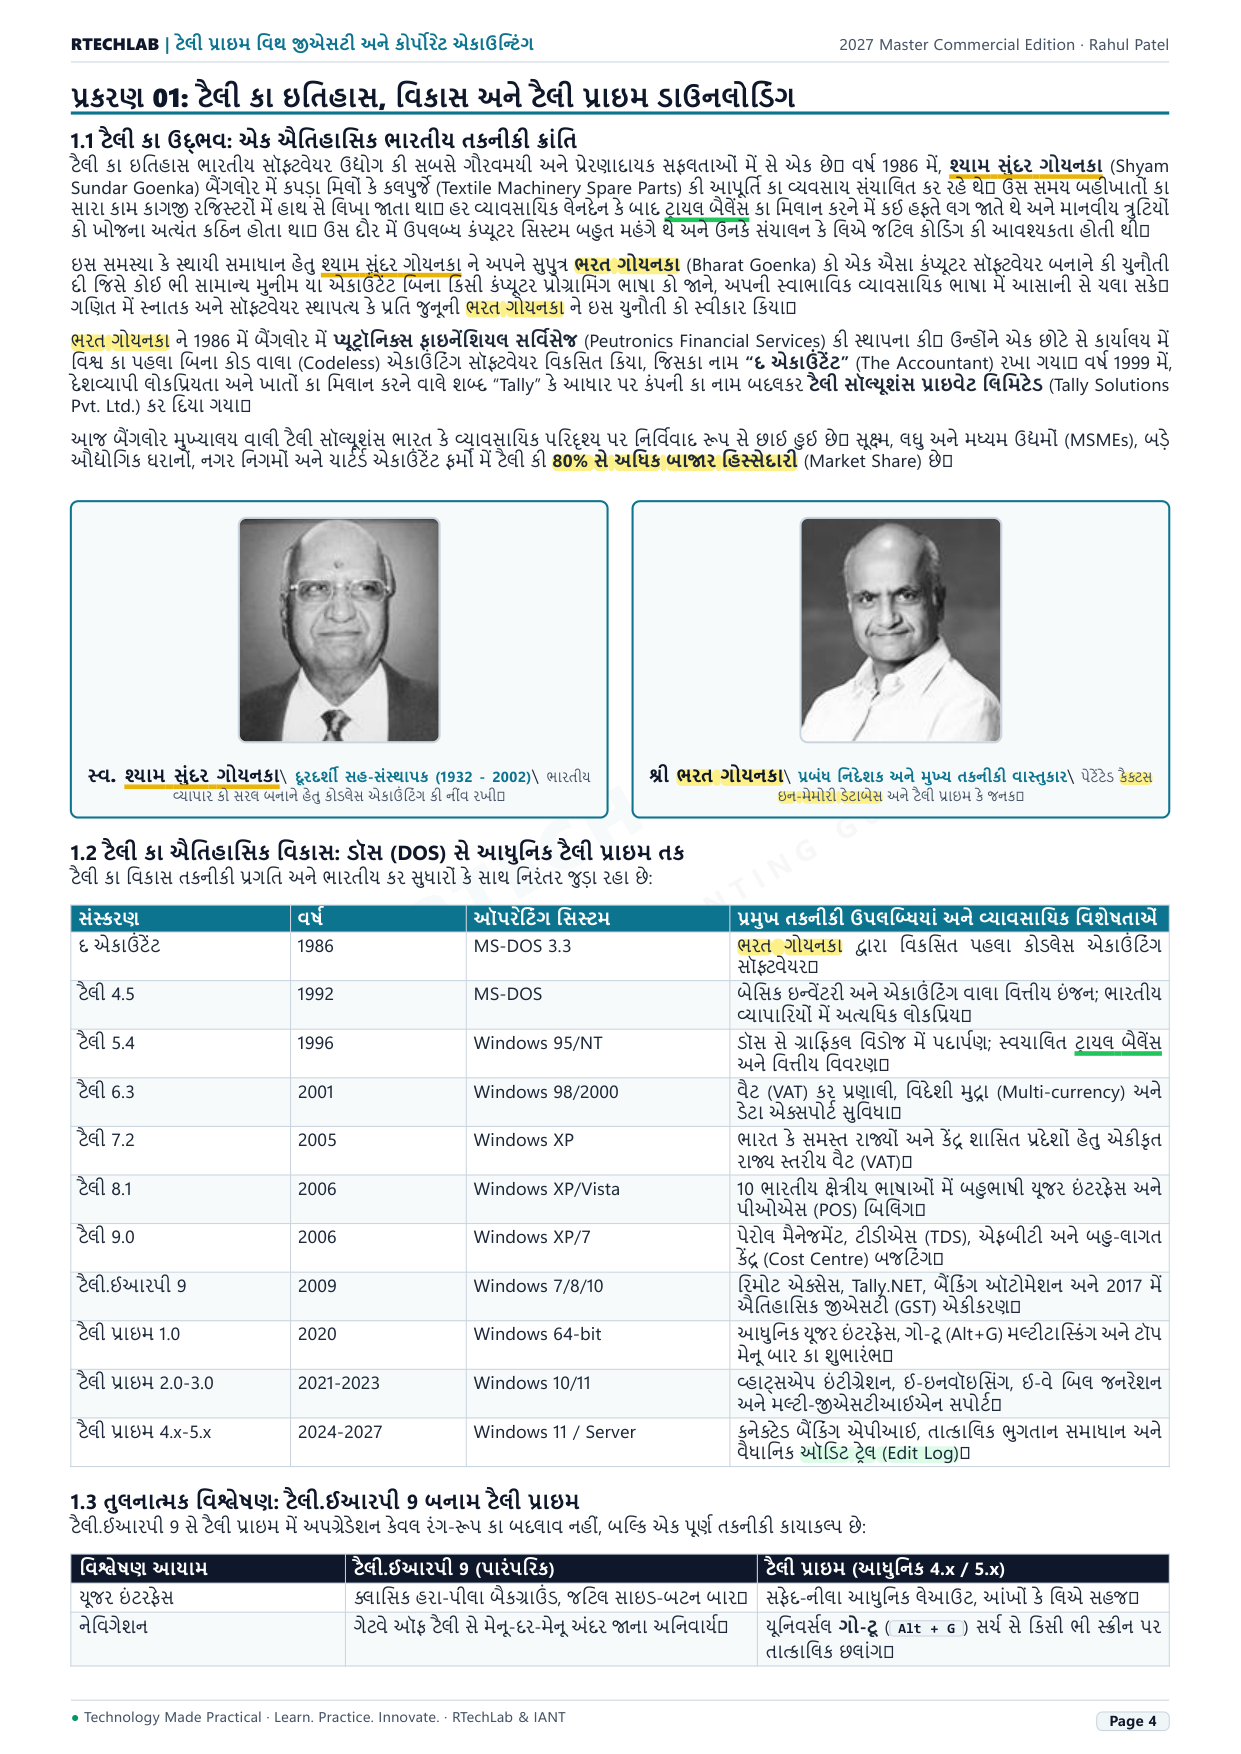 RTECHLAB | ટૈલી પ્રાઇમ વિથ જીએસટી અને કોર્પોરેટ એકાઉન્ટિંગ
2027 Master Commercial Edition · Rahul Patel
પ્રકરણ 01: ટૈલી કા ઇતિહાસ, વિકાસ અને ટૈલી પ્રાઇમ ડાઉનલોડિંગ
1.1 ટૈલી કા ઉદ્ભવ: એક ઐતિહાસિક ભારતીય તકનીકી ક્રાંતિ
ટૈલી કા ઇતિહાસ ભારતીય સૉફ્ટવેયર ઉદ્યોગ કી સબસે ગૌરવમયી અને પ્રેરણાદાયક સફલતાઓં મેં સે એક છે□ વર્ષ 1986 મેં, શ્યામ સુંદર ગોયનકા (Shyam
Sundar Goenka) બૈંગલોર મેં કપડ़ા મિલોં કે કલપુર્જે (Textile Machinery Spare Parts) કી આપૂર્તિ કા વ્યવસાય સંચાલિત કર રહે થે□ ઉસ સમય બહીખાતોં કા
સારા કામ કાગજી રજિસ્ટરોં મેં હાથ સે લિખા જાતા થા□ હર વ્યાવસાયિક લેનદેન કે બાદ ટ્રાયલ બૈલેંસ કા મિલાન કરને મેં કઈ હફ્તે લગ જાતે થે અને માનવીય ત્રુટિયોં
કો ખોજના અત્યંત કઠિન હોતા થા□ ઉસ દૌર મેં ઉપલબ્ધ કંપ્યૂટર સિસ્ટમ બહુત મહંગે થે અને ઉનકે સંચાલન કે લિએ જટિલ કોડિંગ કી આવશ્યકતા હોતી થી□
ઇસ સમસ્યા કે સ્થાયી સમાધાન હેતુ શ્યામ સુંદર ગોયનકા ને અપને સુપુત્ર ભરત ગોયનકા (Bharat Goenka) કો એક ઐસા કંપ્યૂટર સૉફ્ટવેયર બનાને કી ચુનૌતી
દી જિસે કોઈ ભી સામાન્ય મુનીમ યા એકાઉંટેંટ બિના કિસી કંપ્યૂટર પ્રોગ્રામિંગ ભાષા કો જાને, અપની સ્વાભાવિક વ્યાવસાયિક ભાષા મેં આસાની સે ચલા સકે□
ગણિત મેં સ્નાતક અને સૉફ્ટવેયર સ્થાપત્ય કે પ્રતિ જુનૂની ભરત ગોયનકા ને ઇસ ચુનૌતી કો સ્વીકાર કિયા□
ભરત ગોયનકા ને 1986 મેં બૈંગલોર મેં પ્યૂટ્રૉનિક્સ ફ़ાઇનેંશિયલ સર્વિસેજ (Peutronics Financial Services) કી સ્થાપના કી□ ઉન્હોંને એક છોટે સે કાર્યાલય મેં
વિશ્વ કા પહલા બિના કોડ વાલા (Codeless) એકાઉંટિંગ સૉફ્ટવેયર વિકસિત કિયા, જિસકા નામ “દ એકાઉંટેંટ” (The Accountant) રખા ગયા□ વર્ષ 1999 મેં,
દેશવ્યાપી લોકપ્રિયતા અને ખાતોં કા મિલાન કરને વાલે શબ્દ “Tally” કે આધાર પર કંપની કા નામ બદલકર ટૈલી સૉલ્યૂશંસ પ્રાઇવેટ લિમિટેડ (Tally Solutions
Pvt. Ltd.) કર દિયા ગયા□
આજ બૈંગલોર મુખ્યાલય વાલી ટૈલી સૉલ્યૂશંસ ભારત કે વ્યાવસાયિક પરિદૃશ્ય પર નિર્વિવાદ રૂપ સે છાઈ હુઈ છે□ સૂક્ષ્મ, લઘુ અને મધ્યમ ઉદ્યમોં (MSMEs), બડ़ે
ઔદ્યોગિક ઘરાનોં, નગર નિગમોં અને ચાર્ટર્ડ એકાઉંટેંટ ફર્મોં મેં ટૈલી કી 80% સે અધિક બાજાર હિસ્સેદારી (Market Share) છે□
સ્વ. શ્યામ સુંદર ગોયનકા\ દૂરદર્શી સહ-સંસ્થાપક (1932 - 2002)\ ભારતીય
વ્યાપાર કો સરલ બનાને હેતુ કોડલેસ એકાઉંટિંગ કી નીંવ રખી□
શ્રી ભરત ગોયનકા\ પ્રબંધ નિદેશક અને મુખ્ય તકનીકી વાસ્તુકાર\ પેટેંટેડ કૈક્ટસ
ઇન-મેમોરી ડેટાબેસ અને ટૈલી પ્રાઇમ કે જનક□
1.2 ટૈલી કા ઐતિહાસિક વિકાસ: ડૉસ (DOS) સે આધુનિક ટૈલી પ્રાઇમ તક
ટૈલી કા વિકાસ તકનીકી પ્રગતિ અને ભારતીય કર સુધારોં કે સાથ નિરંતર જુડ़ા રહા છે:
સંસ્કરણ વર્ષ ઑપરેટિંગ સિસ્ટમ પ્રમુખ તકનીકી ઉપલબ્ધિયાં અને વ્યાવસાયિક વિશેષતાએં
દ એકાઉંટેંટ 1986 MS-DOS 3.3 ભરત ગોયનકા દ્વારા વિકસિત પહલા કોડલેસ એકાઉંટિંગ
સૉફ્ટવેયર□
ટૈલી 4.5 1992 MS-DOS બેસિક ઇન્વેંટરી અને એકાઉંટિંગ વાલા વિત્તીય ઇંજન; ભારતીય
વ્યાપારિયોં મેં અત્યધિક લોકપ્રિય□
ટૈલી 5.4 1996 Windows 95/NT ડૉસ સે ગ્રાફિકલ વિંડોજ મેં પદાર્પણ; સ્વચાલિત ટ્રાયલ બૈલેંસ
અને વિત્તીય વિવરણ□
ટૈલી 6.3 2001 Windows 98/2000 વૈટ (VAT) કર પ્રણાલી, વિદેશી મુદ્રા (Multi-currency) અને
ડેટા એક્સપોર્ટ સુવિધા□
ટૈલી 7.2 2005 Windows XP ભારત કે સમસ્ત રાજ્યોં અને કેંદ્ર શાસિત પ્રદેશોં હેતુ એકીકૃત
રાજ્ય સ્તરીય વૈટ (VAT)□
ટૈલી 8.1 2006 Windows XP/Vista 10 ભારતીય ક્ષેત્રીય ભાષાઓં મેં બહુભાષી યૂજર ઇંટરફેસ અને
પીઓએસ (POS) બિલિંગ□
ટૈલી 9.0 2006 Windows XP/7 પેરોલ મૈનેજમેંટ, ટીડીએસ (TDS), એફબીટી અને બહુ-લાગત
કેંદ્ર (Cost Centre) બજટિંગ□
ટૈલી.ઈઆરપી 9 2009 Windows 7/8/10 રિમોટ એક્સેસ, Tally.NET, બૈંકિંગ ઑટોમેશન અને 2017 મેં
ઐતિહાસિક જીએસટી (GST) એકીકરણ□
ટૈલી પ્રાઇમ 1.0 2020 Windows 64-bit આધુનિક યૂજર ઇંટરફેસ, ગો-ટૂ (Alt+G) મલ્ટીટાસ્કિંગ અને ટૉપ
મેનૂ બાર કા શુભારંભ□
ટૈલી પ્રાઇમ 2.0-3.0 2021-2023 Windows 10/11 વ્હાટ્સએપ ઇંટીગ્રેશન, ઈ-ઇનવૉઇસિંગ, ઈ-વે બિલ જનરેશન
અને મલ્ટી-જીએસટીઆઈએન સપોર્ટ□
ટૈલી પ્રાઇમ 4.x-5.x 2024-2027 Windows 11 / Server કનેક્ટેડ બૈંકિંગ એપીઆઈ, તાત્કાલિક ભુગતાન સમાધાન અને
વૈધાનિક ઑડિટ ટ્રેલ (Edit Log)□
1.3 તુલનાત્મક વિશ્લેષણ: ટૈલી.ઈઆરપી 9 બનામ ટૈલી પ્રાઇમ
ટૈલી.ઈઆરપી 9 સે ટૈલી પ્રાઇમ મેં અપગ્રેડેશન કેવલ રંગ-રૂપ કા બદલાવ નહીં, બલ્કિ એક પૂર્ણ તકનીકી કાયાકલ્પ છે:
વિશ્લેષણ આયામ ટૈલી.ઈઆરપી 9 (પારંપરિક) ટૈલી પ્રાઇમ (આધુનિક 4.x / 5.x)
યૂજર ઇંટરફેસ ક્લાસિક હરા-પીલા બૈકગ્રાઉંડ, જટિલ સાઇડ-બટન બાર□ સફેદ-નીલા આધુનિક લેઆઉટ, આંખોં કે લિએ સહજ□
નેવિગેશન ગેટવે ઑફ ટૈલી સે મેનૂ-દર-મેનૂ અંદર જાના અનિવાર્ય□ યૂનિવર્સલ ગો-ટૂ (Alt + G) સર્ચ સે કિસી ભી સ્ક્રીન પર
તાત્કાલિક છલાંગ□
● Technology Made Practical · Learn. Practice. Innovate. · RTechLab & IANT
Page 4